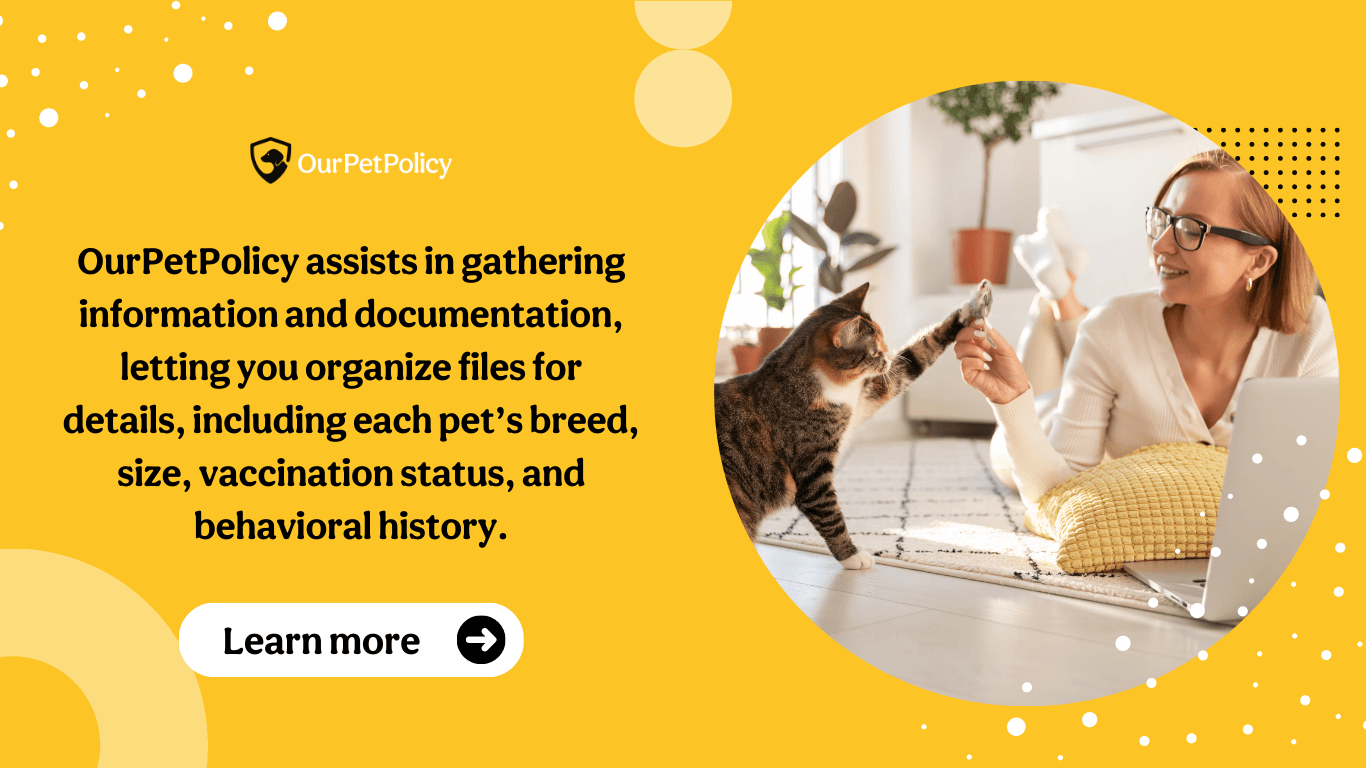 OurPetPolicy
OurPetPolicy assists in gathering
information and documentation,
letting you organize files for
details, including each pet's breed,
size, vaccination status, and
behavioral history.
Learn more